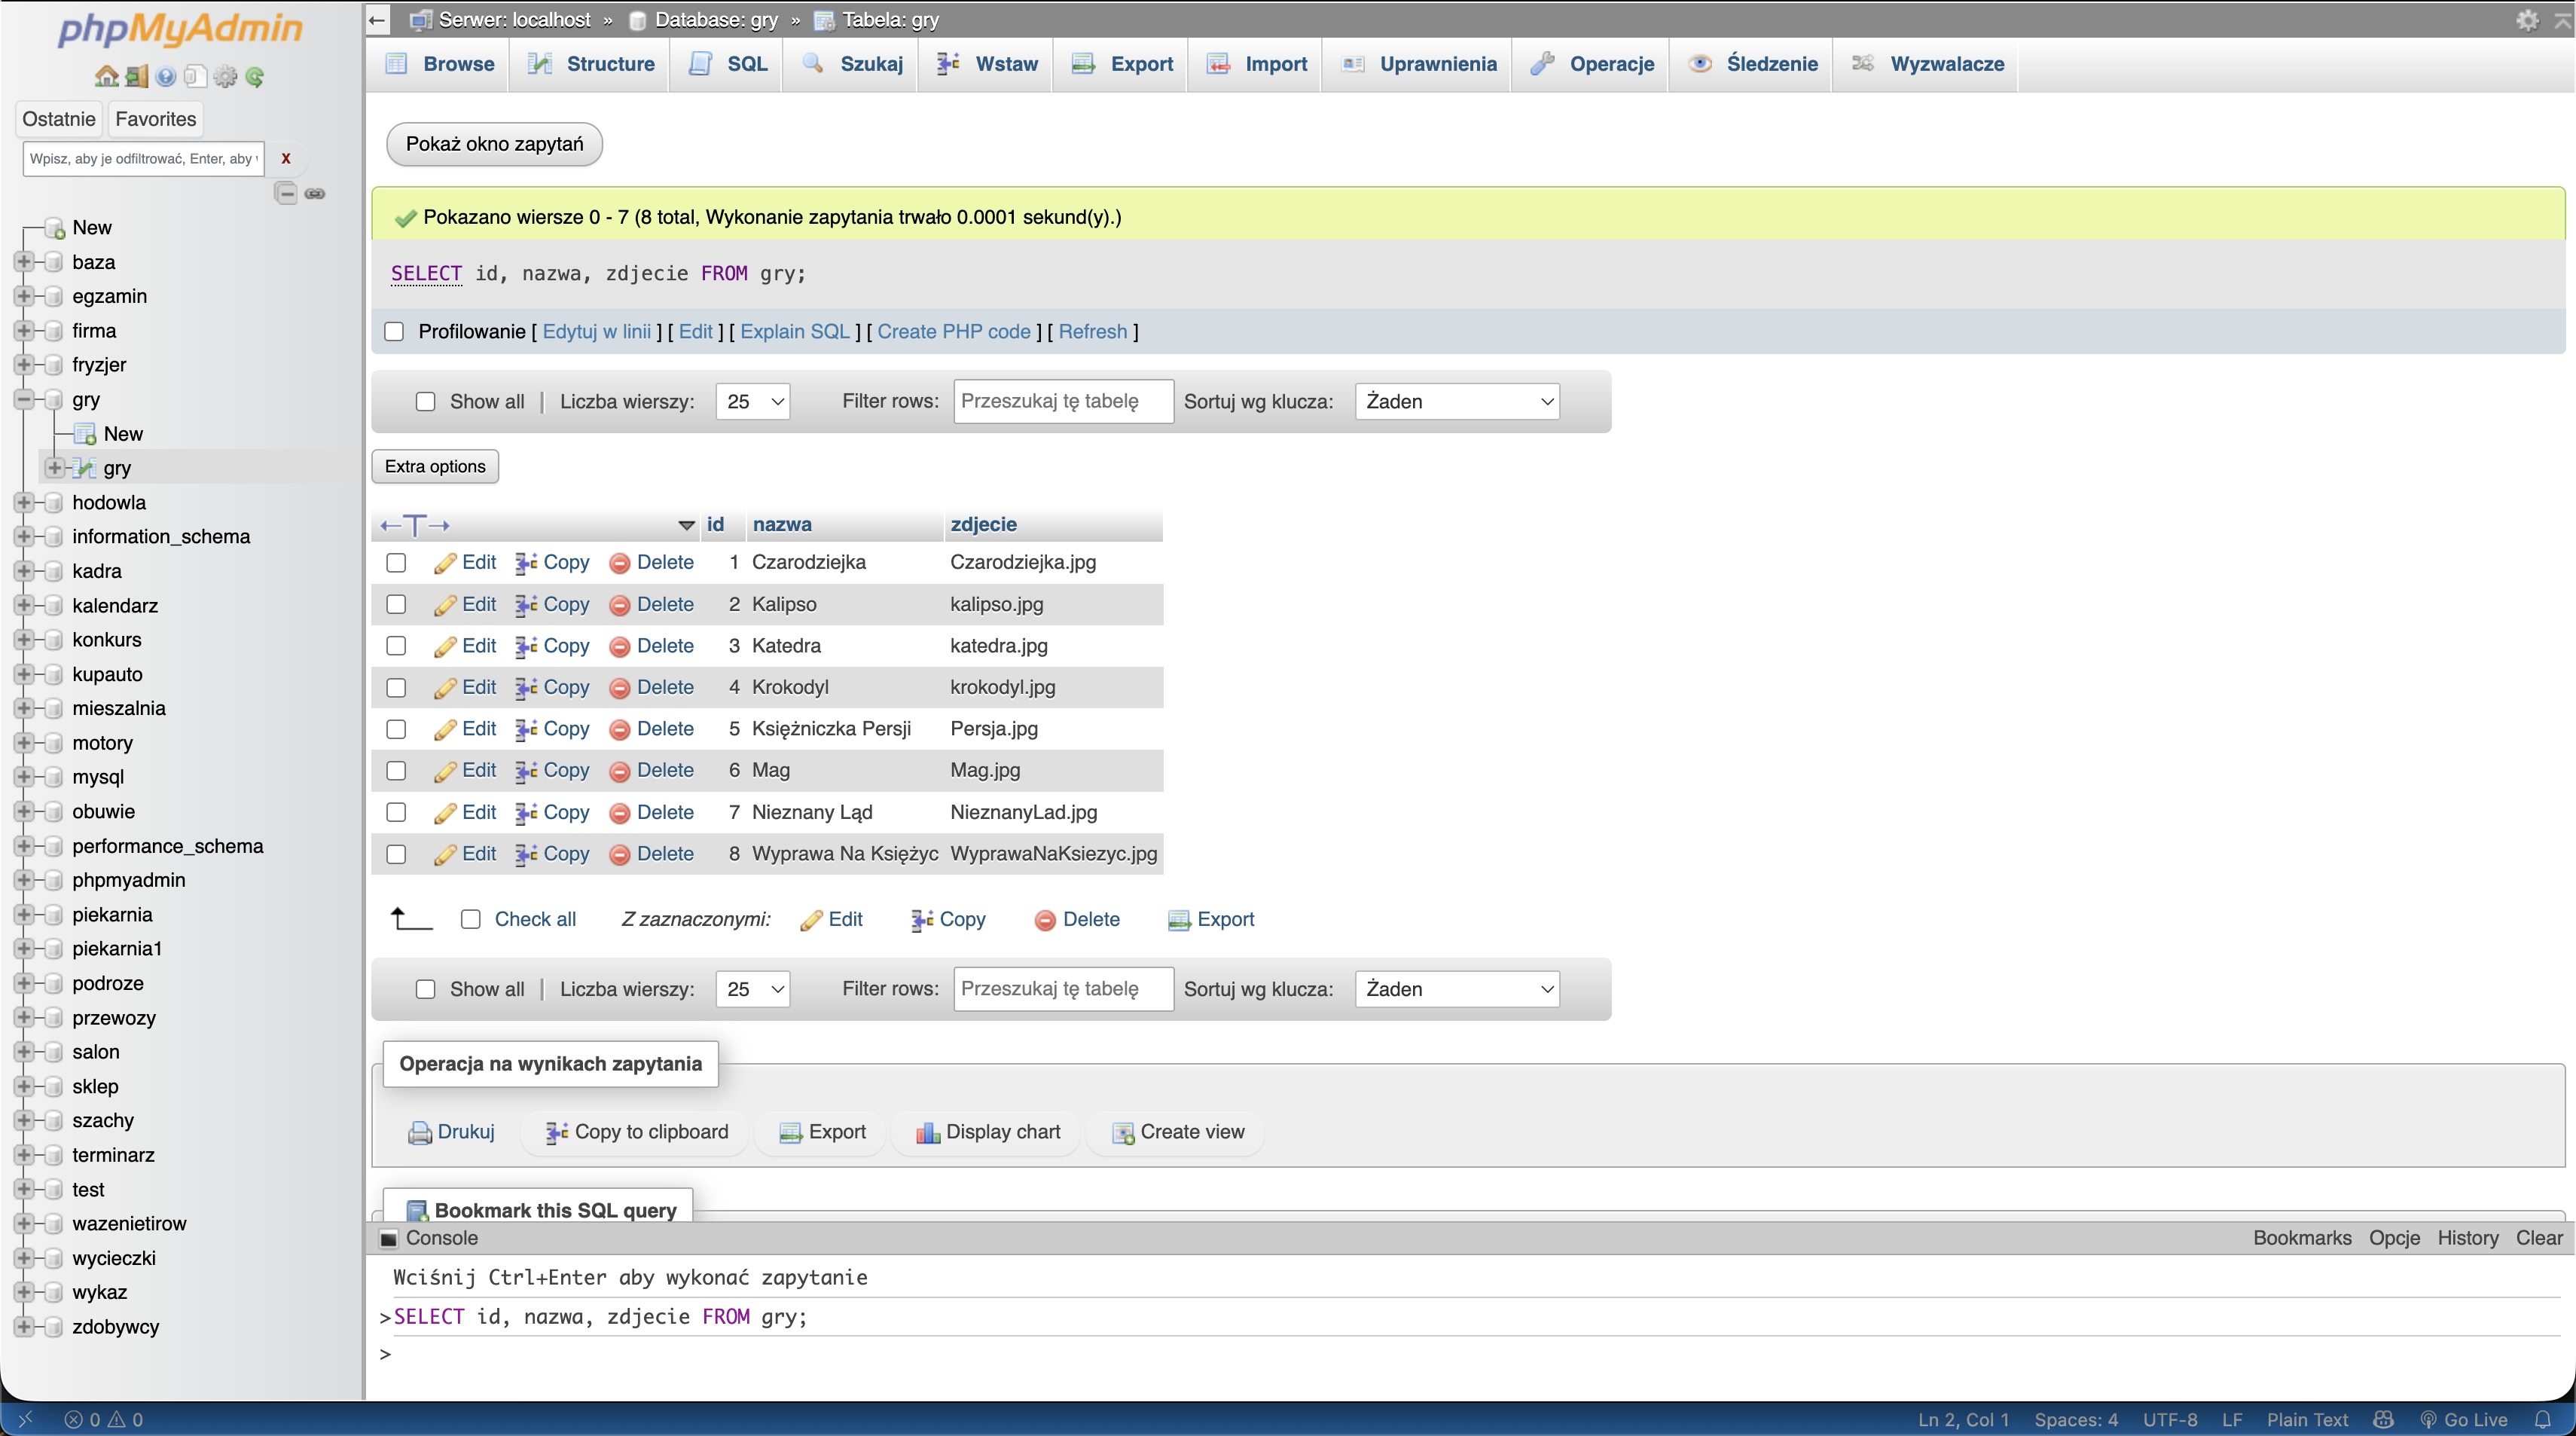 phpMyAdmin
Ostatnie Favorites
Wpisz, aby je odfiltrować, Enter, aby
X
New
baza
egzamin
firma
fryzjer
gry
New
gry
hodowla
information_schema
kadra
kalendarz
konkurs
kupauto
mieszalnia
motory
mysql
obuwie
performance_schema
phpmyadmin
piekarnia
piekarnia1
podroze
przewozy
salon
sklep
szachy
terminarz
test
wazenietirow
wycieczki
wykaz
zdobywcy
Serwer: localhost » Database: gry » Tabela: gry
Browse Structure SQL Szukaj Wstaw Export Import Uprawnienia Operacje Śledzenie Wyzwalacze
Pokaż okno zapytań
Pokazano wiersze 0 - 7 (8 total, Wykonanie zapytania trwało 0.0001 sekund(y).)
SELECT id, nazwa, zdjecie FROM gry;
Profilowanie [ Edytuj w linii ] [ Edit ] [ Explain SQL ] [ Create PHP code ] [ Refresh ]
Show all | Liczba wierszy: 25 Filter rows: Przeszukaj tę tabelę Sortuj wg klucza: Żaden
Extra options
←T→ id nazwa zdjecie
Edit Copy Delete 1 Czarodziejka Czarodziejka.jpg
Edit Copy Delete 2 Kalipso kalipso.jpg
Edit Copy Delete 3 Katedra katedra.jpg
Edit Copy Delete 4 Krokodyl krokodyl.jpg
Edit Copy Delete 5 Księżniczka Persji Persja.jpg
Edit Copy Delete 6 Mag Mag.jpg
Edit Copy Delete 7 Nieznany Ląd NieznanyLad.jpg
Edit Copy Delete 8 Wyprawa Na Księżyc WyprawaNaKsiezyc.jpg
Check all Z zaznaczonymi: Edit Copy Delete Export
Show all | Liczba wierszy: 25 Filter rows: Przeszukaj tę tabelę Sortuj wg klucza: Żaden
Operacja na wynikach zapytania
Drukuj Copy to clipboard Export Display chart Create view
Bookmark this SQL query
Console Bookmarks Opcje History Clear
Wciśnij Ctrl+Enter aby wykonać zapytanie
>SELECT id, nazwa, zdjecie FROM gry;
>
0 0 Ln 2, Col 1 Spaces: 4 UTF-8 LF Plain Text Go Live